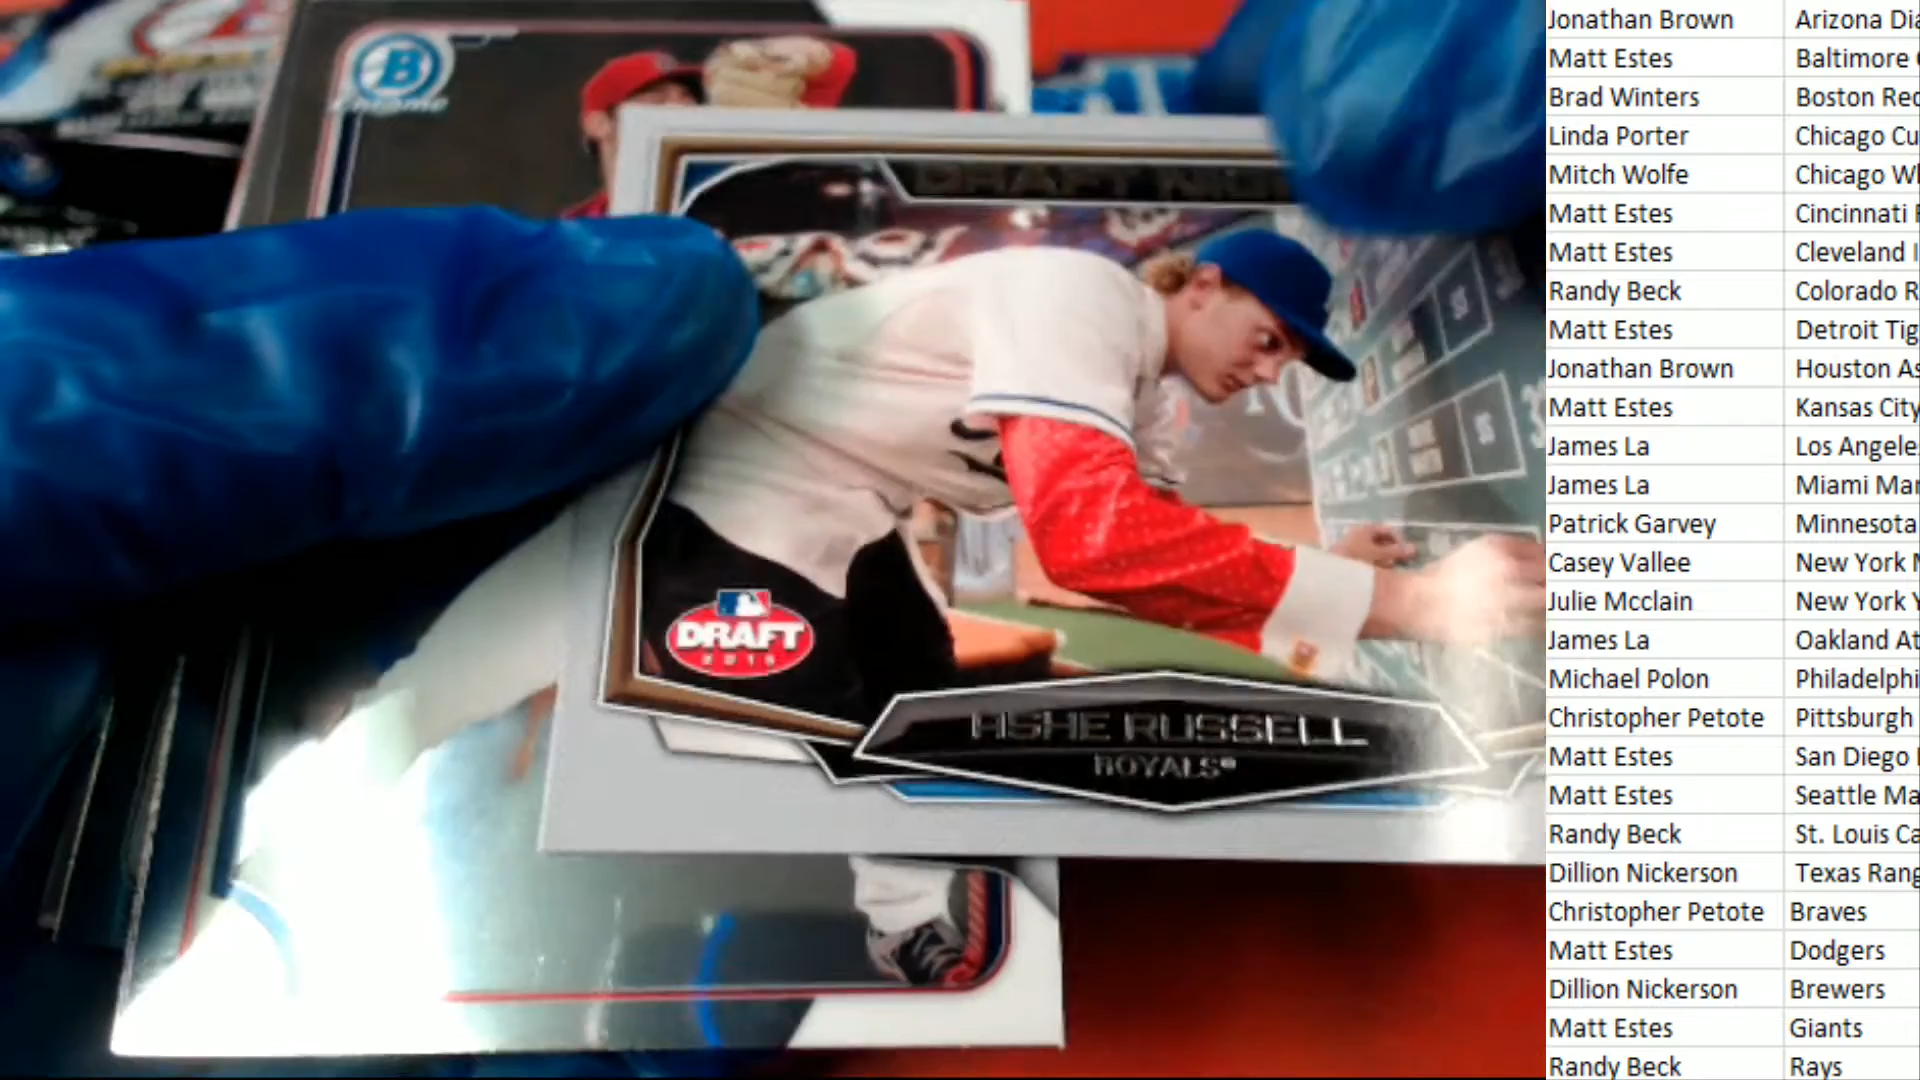 B
Chrome
DRAFT
DRAFT
2015
ASHE RUSSELL
ROYALS
Jonathan Brown Arizona Dia
Matt Estes Baltimore
Brad Winters Boston Red
Linda Porter Chicago Cu
Mitch Wolfe Chicago Wh
Matt Estes Cincinnati
Matt Estes Cleveland I
Randy Beck Colorado R
Matt Estes Detroit Tig
Jonathan Brown Houston As
Matt Estes Kansas City
James La Los Angele
James La Miami Mar
Patrick Garvey Minnesota
Casey Vallee New York
Julie Mcclain New York Y
James La Oakland At
Michael Polon Philadelphi
Christopher Petote Pittsburgh
Matt Estes San Diego
Matt Estes Seattle Ma
Randy Beck St. Louis Ca
Dillion Nickerson Texas Rang
Christopher Petote Braves
Matt Estes Dodgers
Dillion Nickerson Brewers
Matt Estes Giants
Randy Beck Rays